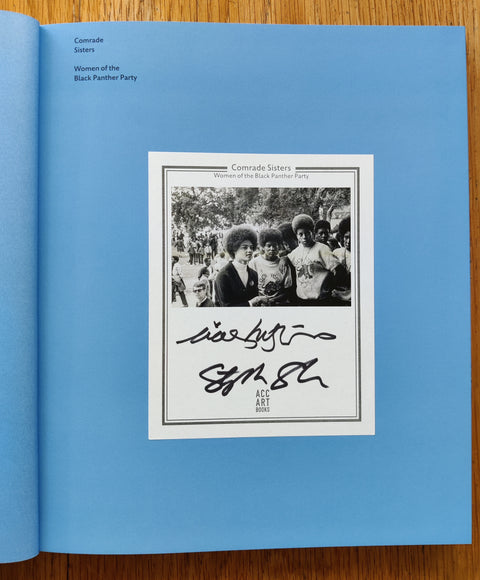 Comrade
Sisters
Women of the
Black Panther Party
Comrade Sisters
Women of the Black Panther Party
ACC
ART
BOOKS